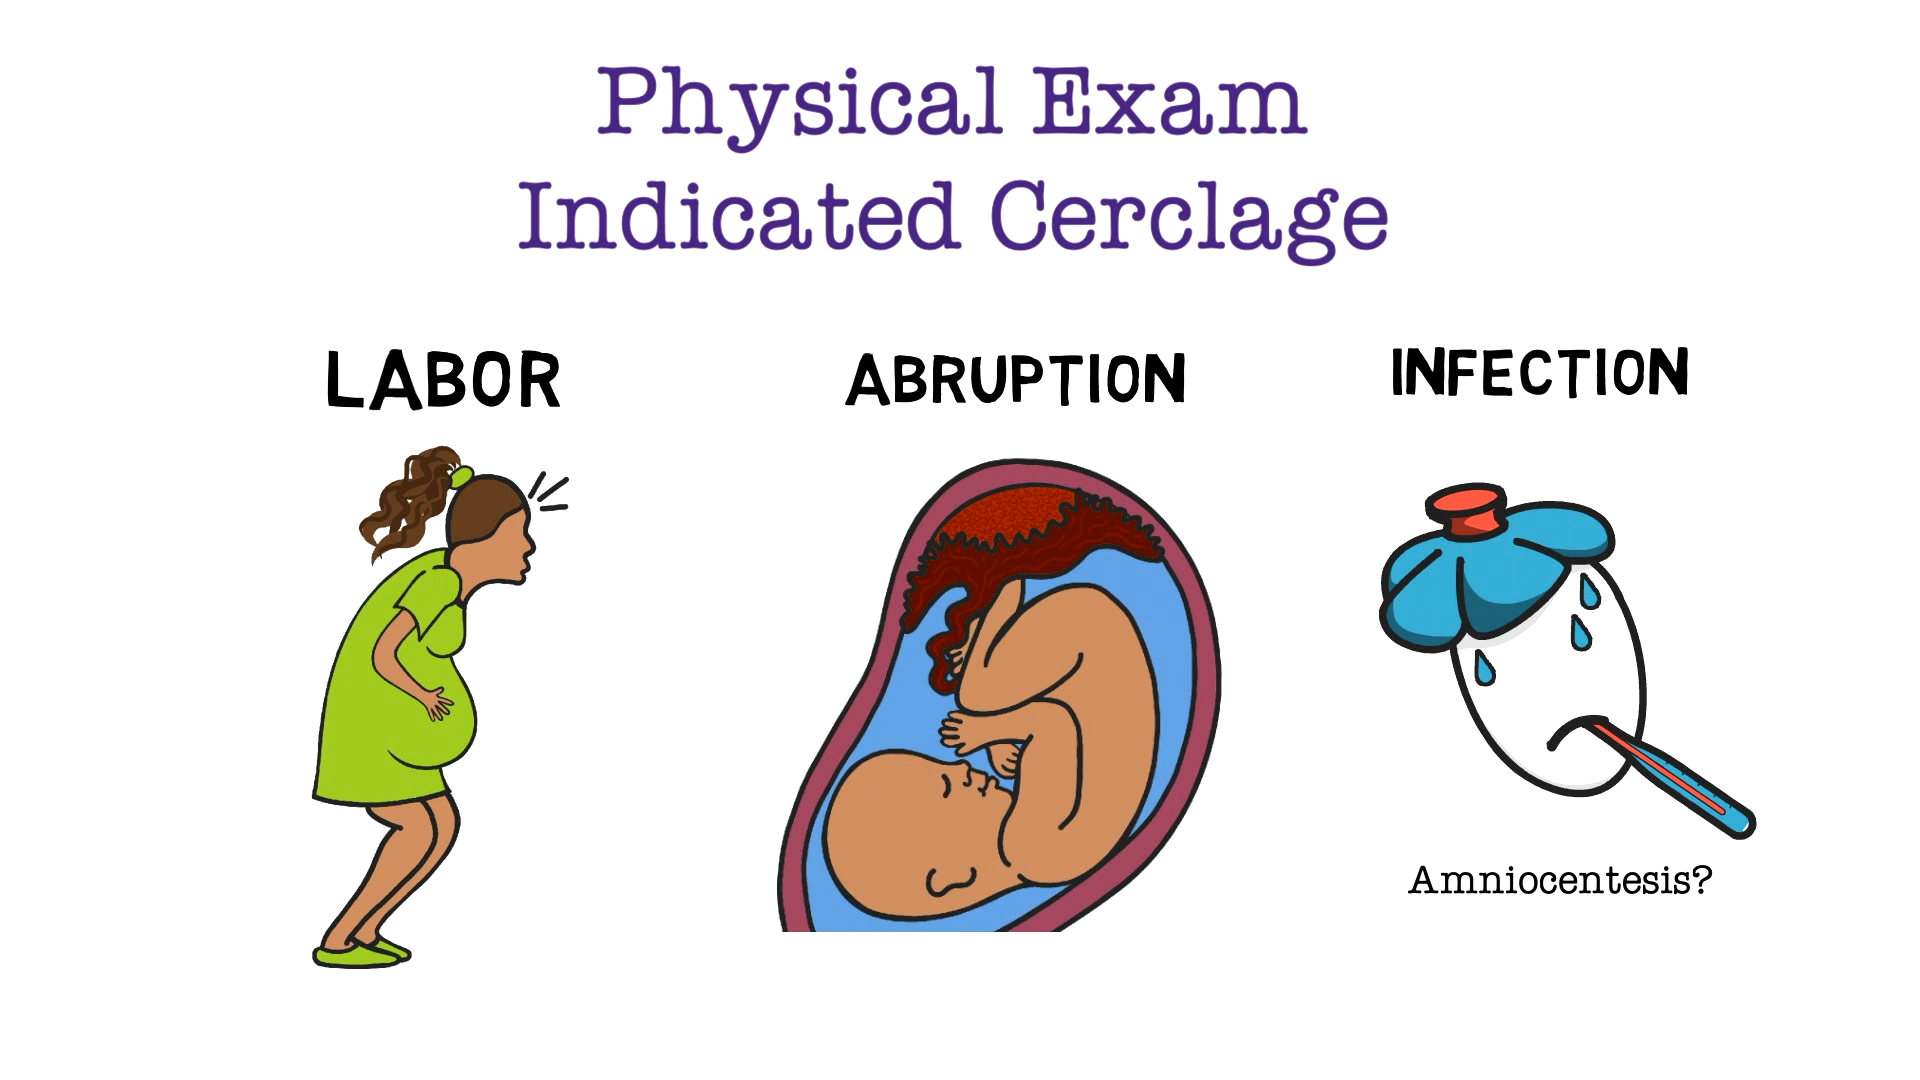 Physical Exam
Indicated Cerclage
LABOR
ABRUPTION
INFECTION
Amniocentesis?